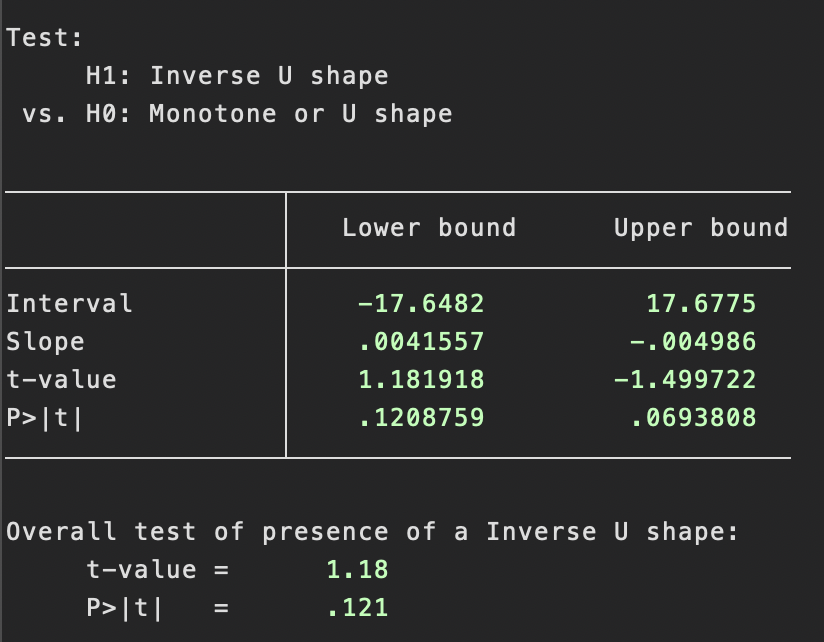 Test:
H1: Inverse U shape
vs. H0: Monotone or U shape
Lower bound Upper bound
Interval -17.6482 17.6775
Slope .0041557 -.004986
t-value 1.181918 -1.499722
P>|t| .1208759 .0693808
Overall test of presence of a Inverse U shape:
t-value = 1.18
P>|t| = .121